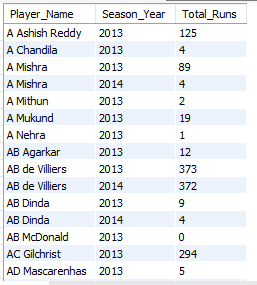 Player_Name Season_Year Total_Runs
A Ashish Reddy 2013 125
A Chandila 2013 4
A Mishra 2013 89
A Mishra 2014 4
A Mithun 2013 2
A Mukund 2013 19
A Nehra 2013 1
AB Agarkar 2013 12
AB de Villiers 2013 373
AB de Villiers 2014 372
AB Dinda 2013 9
AB Dinda 2014 4
AB McDonald 2013 0
AC Gilchrist 2013 294
AD Mascarenhas 2013 5